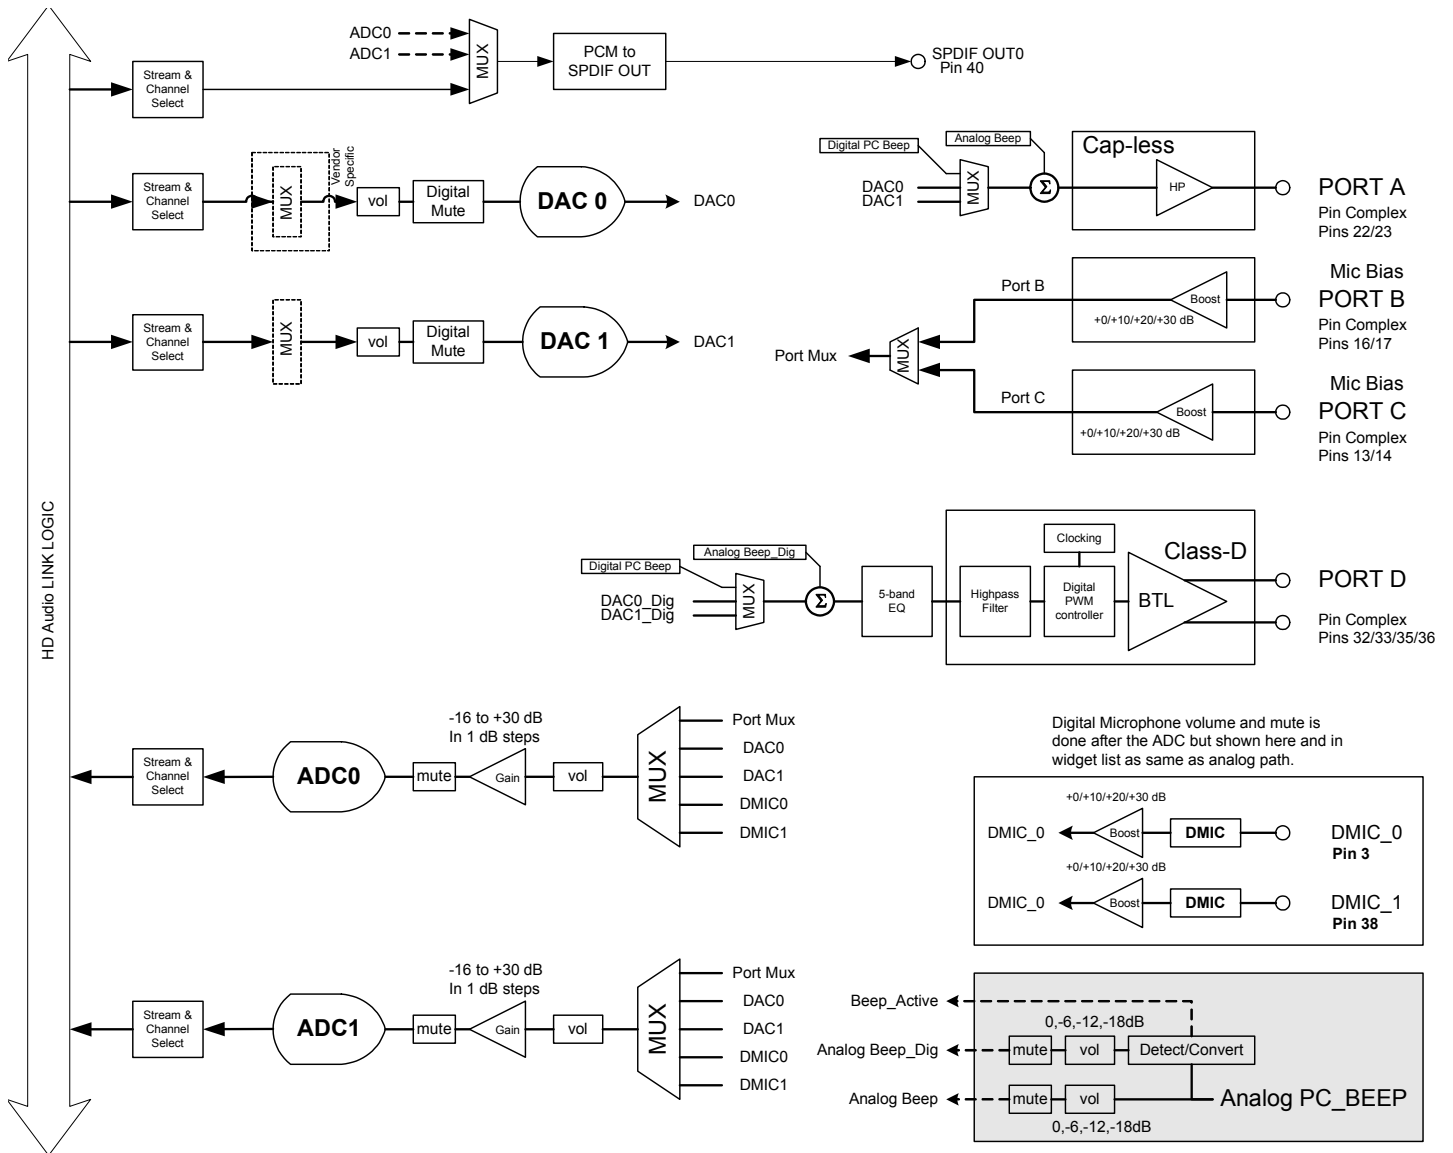 ADC0
ADC1
MUX
PCM to
SPDIF OUT
SPDIF OUT0
Pin 40
Stream &
Channel
Select
Digital PC Beep
Analog Beep
Cap-less
DAC0
DAC1
MUX
Σ
HP
PORT A
Pin Complex
Pins 22/23
Stream &
Channel
Select
MUX
Vendor
Specific
vol
Digital
Mute
DAC 0
DAC0
Mic Bias
Port B
Boost
+0/+10/+20/+30 dB
PORT B
Pin Complex
Pins 16/17
Stream &
Channel
Select
MUX
vol
Digital
Mute
DAC 1
DAC1
Port Mux
MUX
Mic Bias
Port C
Boost
+0/+10/+20/+30 dB
PORT C
Pin Complex
Pins 13/14
HD Audio LINK LOGIC
Digital PC Beep
Analog Beep_Dig
DAC0_Dig
DAC1_Dig
MUX
Σ
5-band
EQ
Highpass
Filter
Clocking
Digital
PWM
controller
Class-D
BTL
PORT D
Pin Complex
Pins 32/33/35/36
Stream &
Channel
Select
ADC0
-16 to +30 dB
In 1 dB steps
mute
Gain
vol
MUX
Port Mux
DAC0
DAC1
DMIC0
DMIC1
Digital Microphone volume and mute is
done after the ADC but shown here and in
widget list as same as analog path.
+0/+10/+20/+30 dB
DMIC_0
Boost
DMIC
DMIC_0
Pin 3
+0/+10/+20/+30 dB
DMIC_0
Boost
DMIC
DMIC_1
Pin 38
Stream &
Channel
Select
ADC1
-16 to +30 dB
In 1 dB steps
mute
Gain
vol
MUX
Port Mux
DAC0
DAC1
DMIC0
DMIC1
Beep_Active
0,-6,-12,-18dB
Analog Beep_Dig
mute
vol
Detect/Convert
Analog Beep
mute
vol
Analog PC_BEEP
0,-6,-12,-18dB